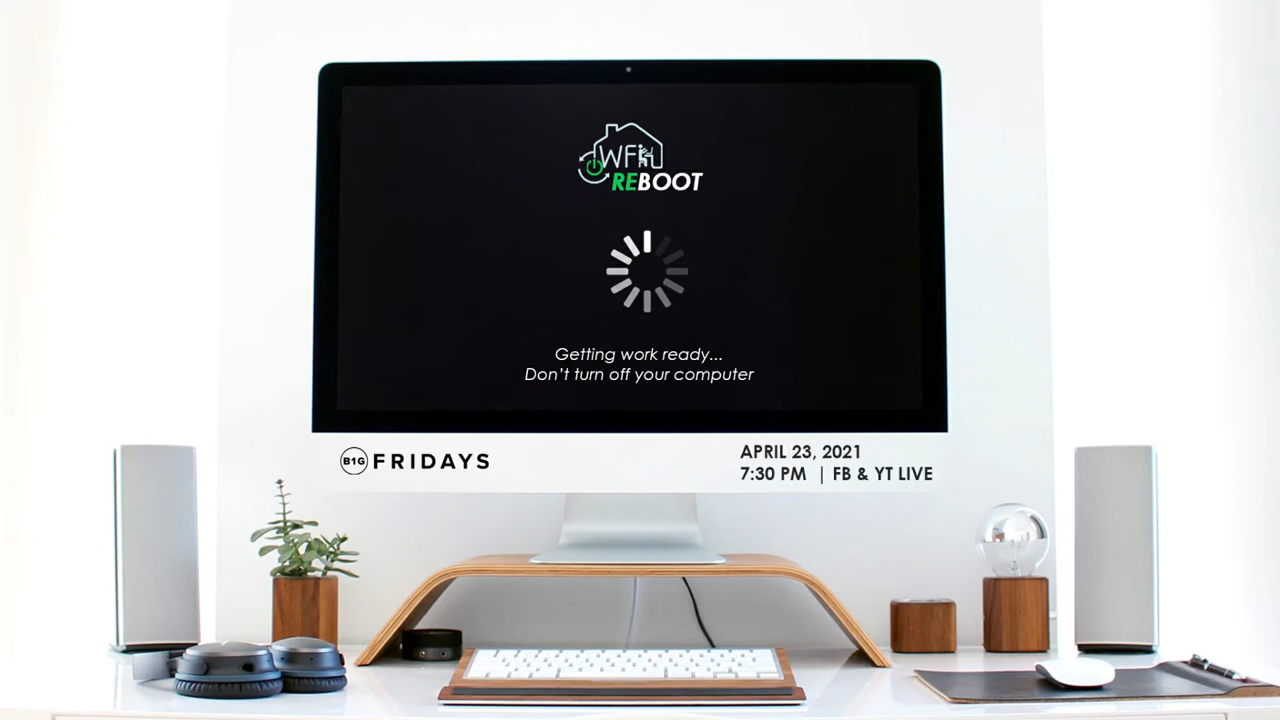 WFH
REBOOT
Getting work ready...
Don't turn off your computer
B1G FRIDAYS
APRIL 23, 2021
7:30 PM | FB & YT LIVE